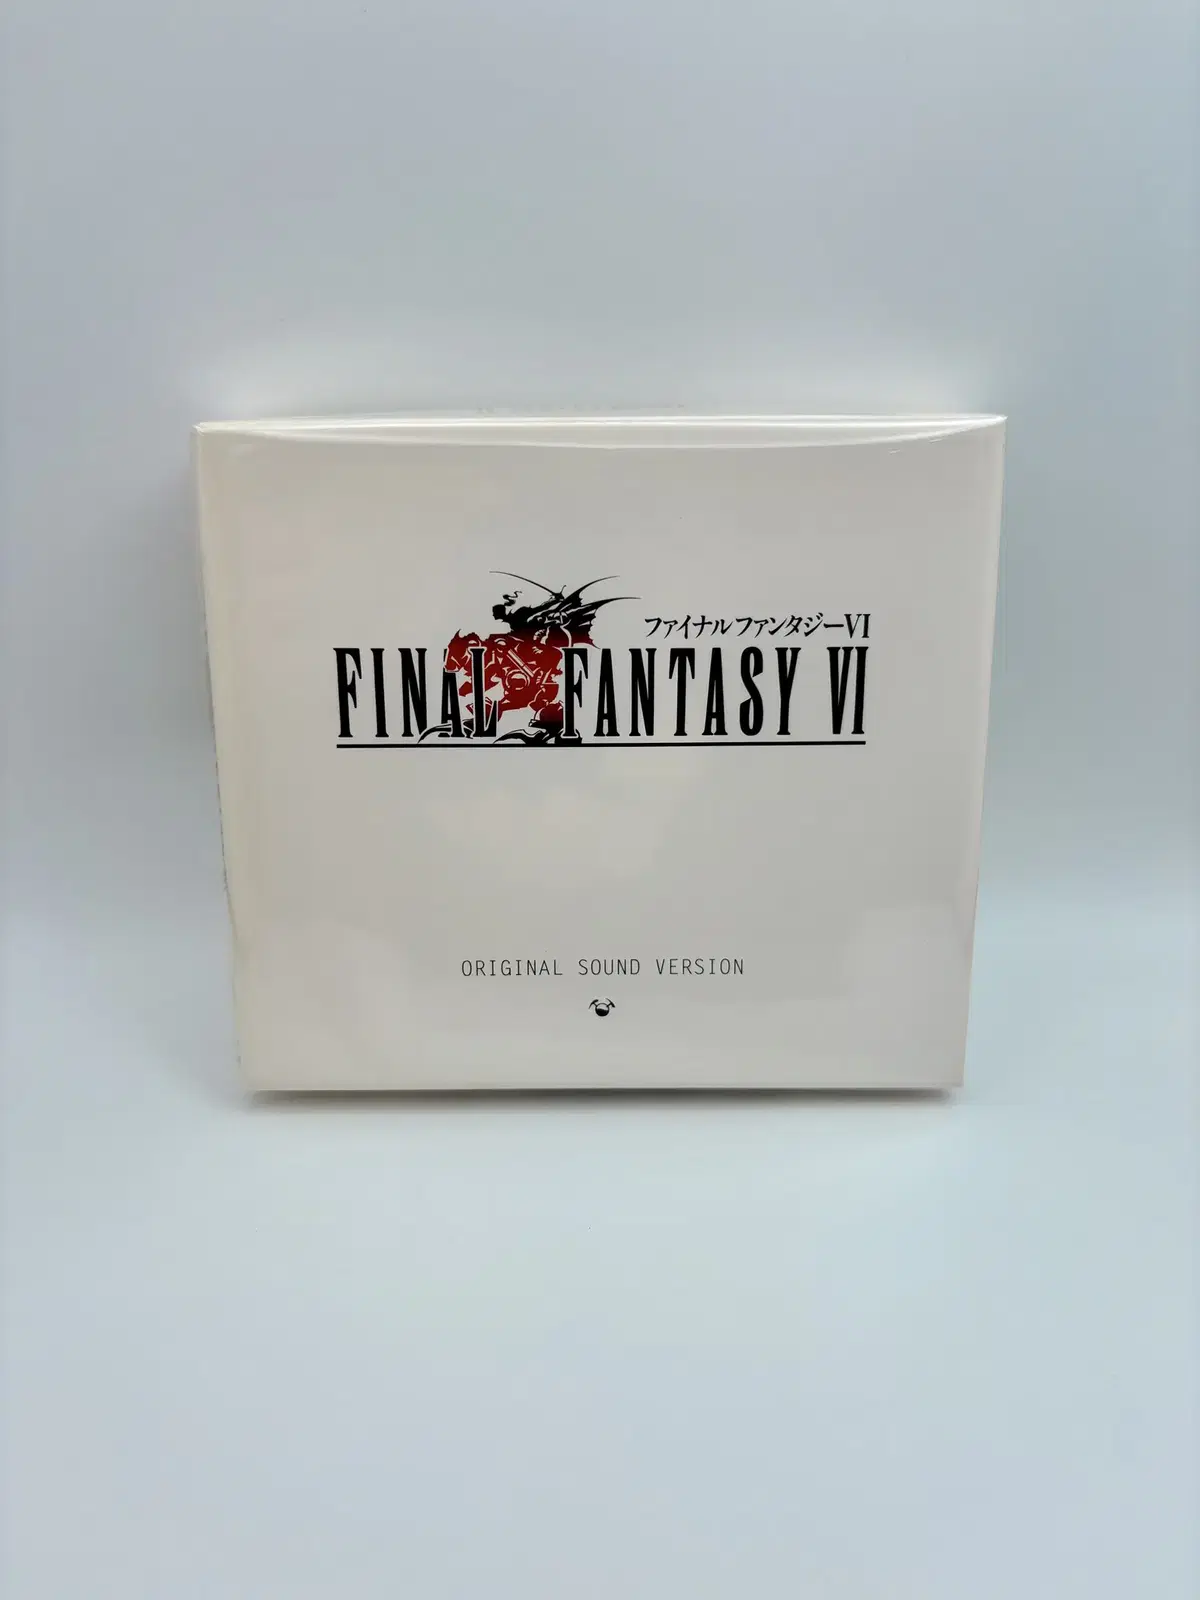 ファイナルファンタジーVI
FINAL FANTASY VI
ORIGINAL SOUND VERSION